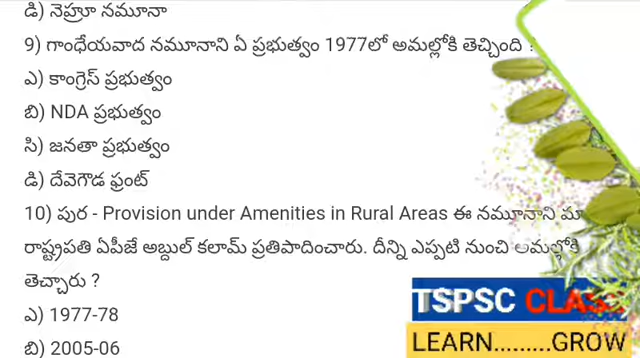 డి) నెహ్రూ నమూనా
9) గాంధేయవాద నమూనాని ఏ ప్రభుత్వం 1977లో అమల్లోకి తెచ్చింది ?
ఎ) కాంగ్రెస్ ప్రభుత్వం
బి) NDA ప్రభుత్వం
సి) జనతా ప్రభుత్వం
డి) దేవెగౌడ ఫ్రంట్
10) పుర - Provision under Amenities in Rural Areas ఈ నమూనాని
రాష్ట్రపతి ఏపీజే అబ్దుల్ కలామ్ ప్రతిపాదించారు. దీన్ని ఎప్పటి నుంచి అమల్లోకి
తెచ్చారు ?
ఎ) 1977-78
బి) 2005-06
TSPSC CLASS
LEARN.........GROW